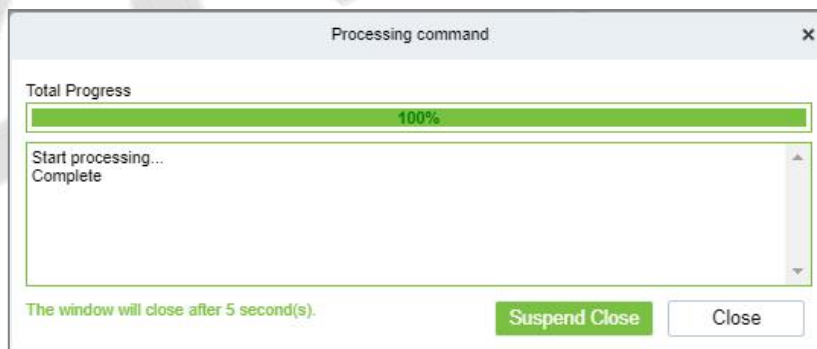 Processing command
×
Total Progress
100%
Start processing...
Complete
The window will close after 5 second(s).
Suspend Close
Close